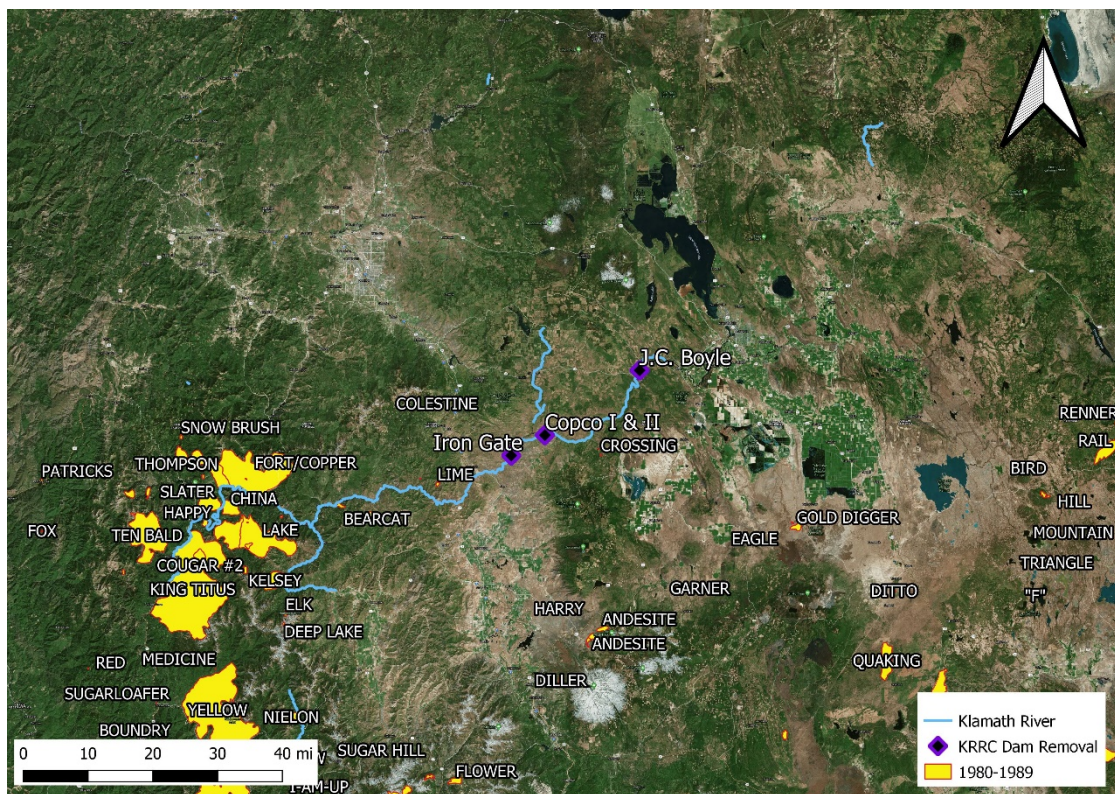 J.C. Boyle
COLESTINE
Copco I & II
Iron Gate
CROSSING
RENNER
SNOW BRUSH
RAIL
THOMPSON
FORT/COPPER
PATRICKS
LIME
BIRD
SLATER
CHINA
HILL
HAPPY
BEARCAT
GOLD DIGGER
FOX
TEN BALD
LAKE
EAGLE
MOUNTAIN
COUGAR #2
TRIANGLE
KING TITUS
KELSEY
GARNER
DITTO
"F"
ELK
HARRY
ANDESITE
DEEP LAKE
ANDESITE
RED
MEDICINE
QUAKING
DILLER
SUGARLOAFER
YELLOW
NIELON
BOUNDRY
SUGAR HILL
FLOWER
I-AM-UP
0 10 20 30 40 mi
Klamath River
KRRC Dam Removal
1980-1989